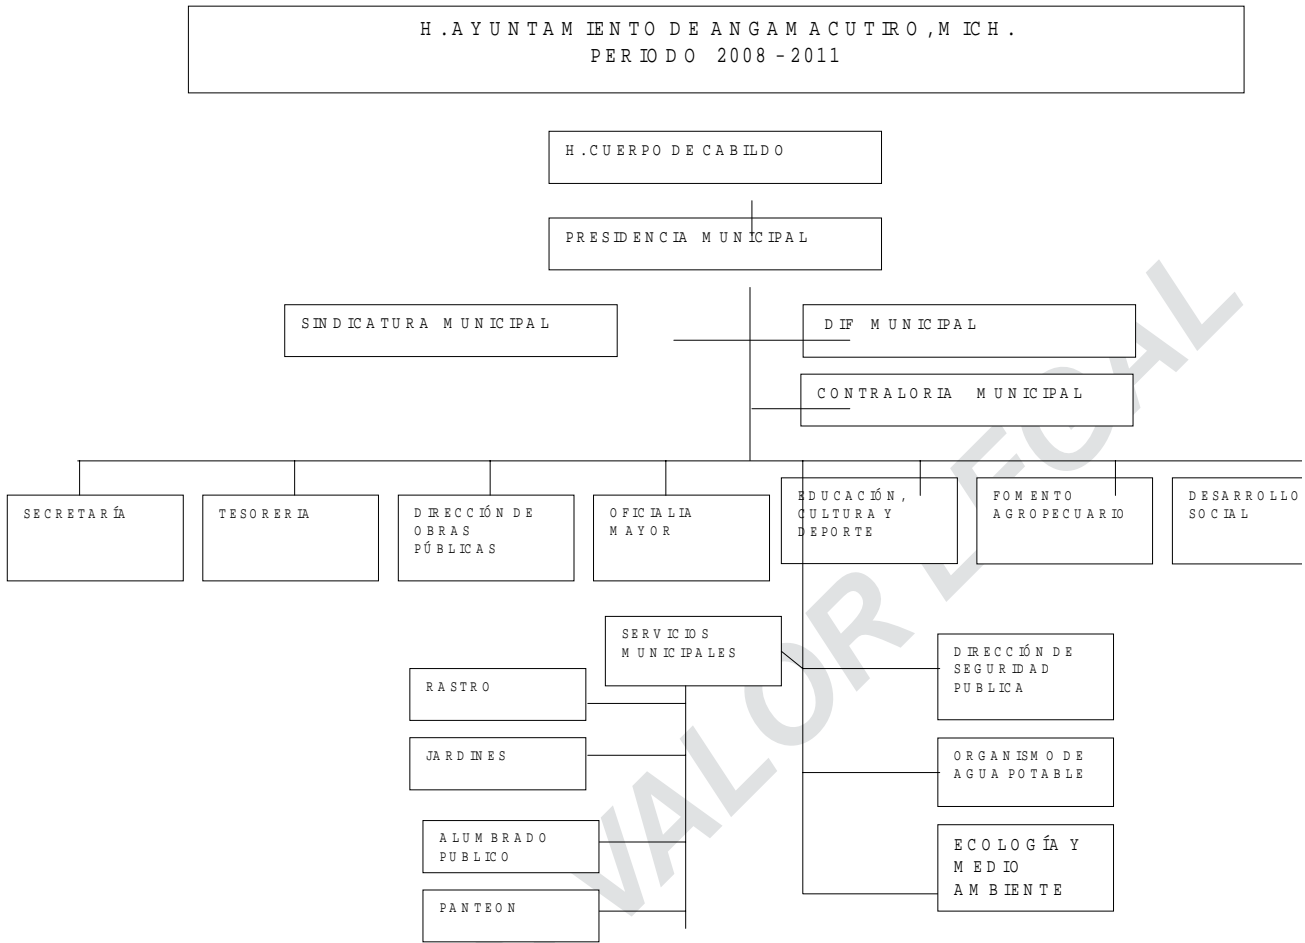 H. AYUNTAMIENTO DE ANGAMACUTIRO, MICH.
PERIODO 2008-2011
H. CUERPO DE CABILDO
PRESIDENCIA MUNICIPAL
SINDICATURA MUNICIPAL
DIF MUNICIPAL
CONTRALORIA MUNICIPAL
SECRETARÍA
TESORERIA
DIRECCIÓN DE
OBRAS
PÚBLICAS
OFICIALIA
MAYOR
EDUCACIÓN,
CULTURA Y
DEPORTE
FOMENTO
AGROPECUARIO
DESARROLLO
SOCIAL
SERVICIOS
MUNICIPALES
DIRECCIÓN DE
SEGURIDAD
PUBLICA
RASTRO
JARDINES
ORGANISMO DE
AGUA POTABLE
ALUMBRADO
PUBLICO
ECOLOGÍA Y
MEDIO
AMBIENTE
PANTEON
VALOR LEGAL